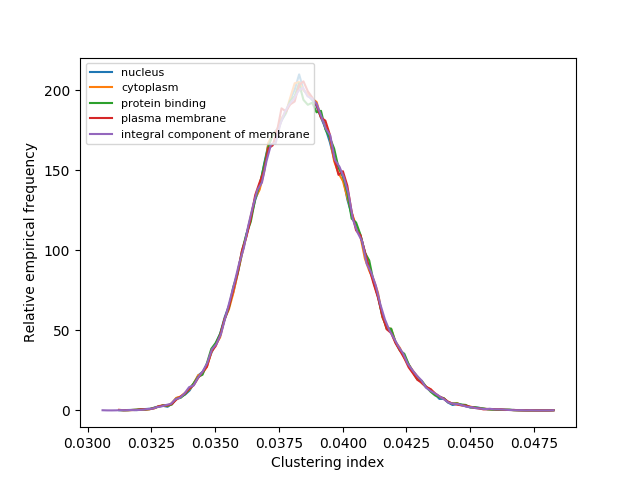 nucleus
cytoplasm
protein binding
plasma membrane
integral component of membrane
200
150
100
50
0
Relative empirical frequency
0.0300 0.0325 0.0350 0.0375 0.0400 0.0425 0.0450 0.0475
Clustering index